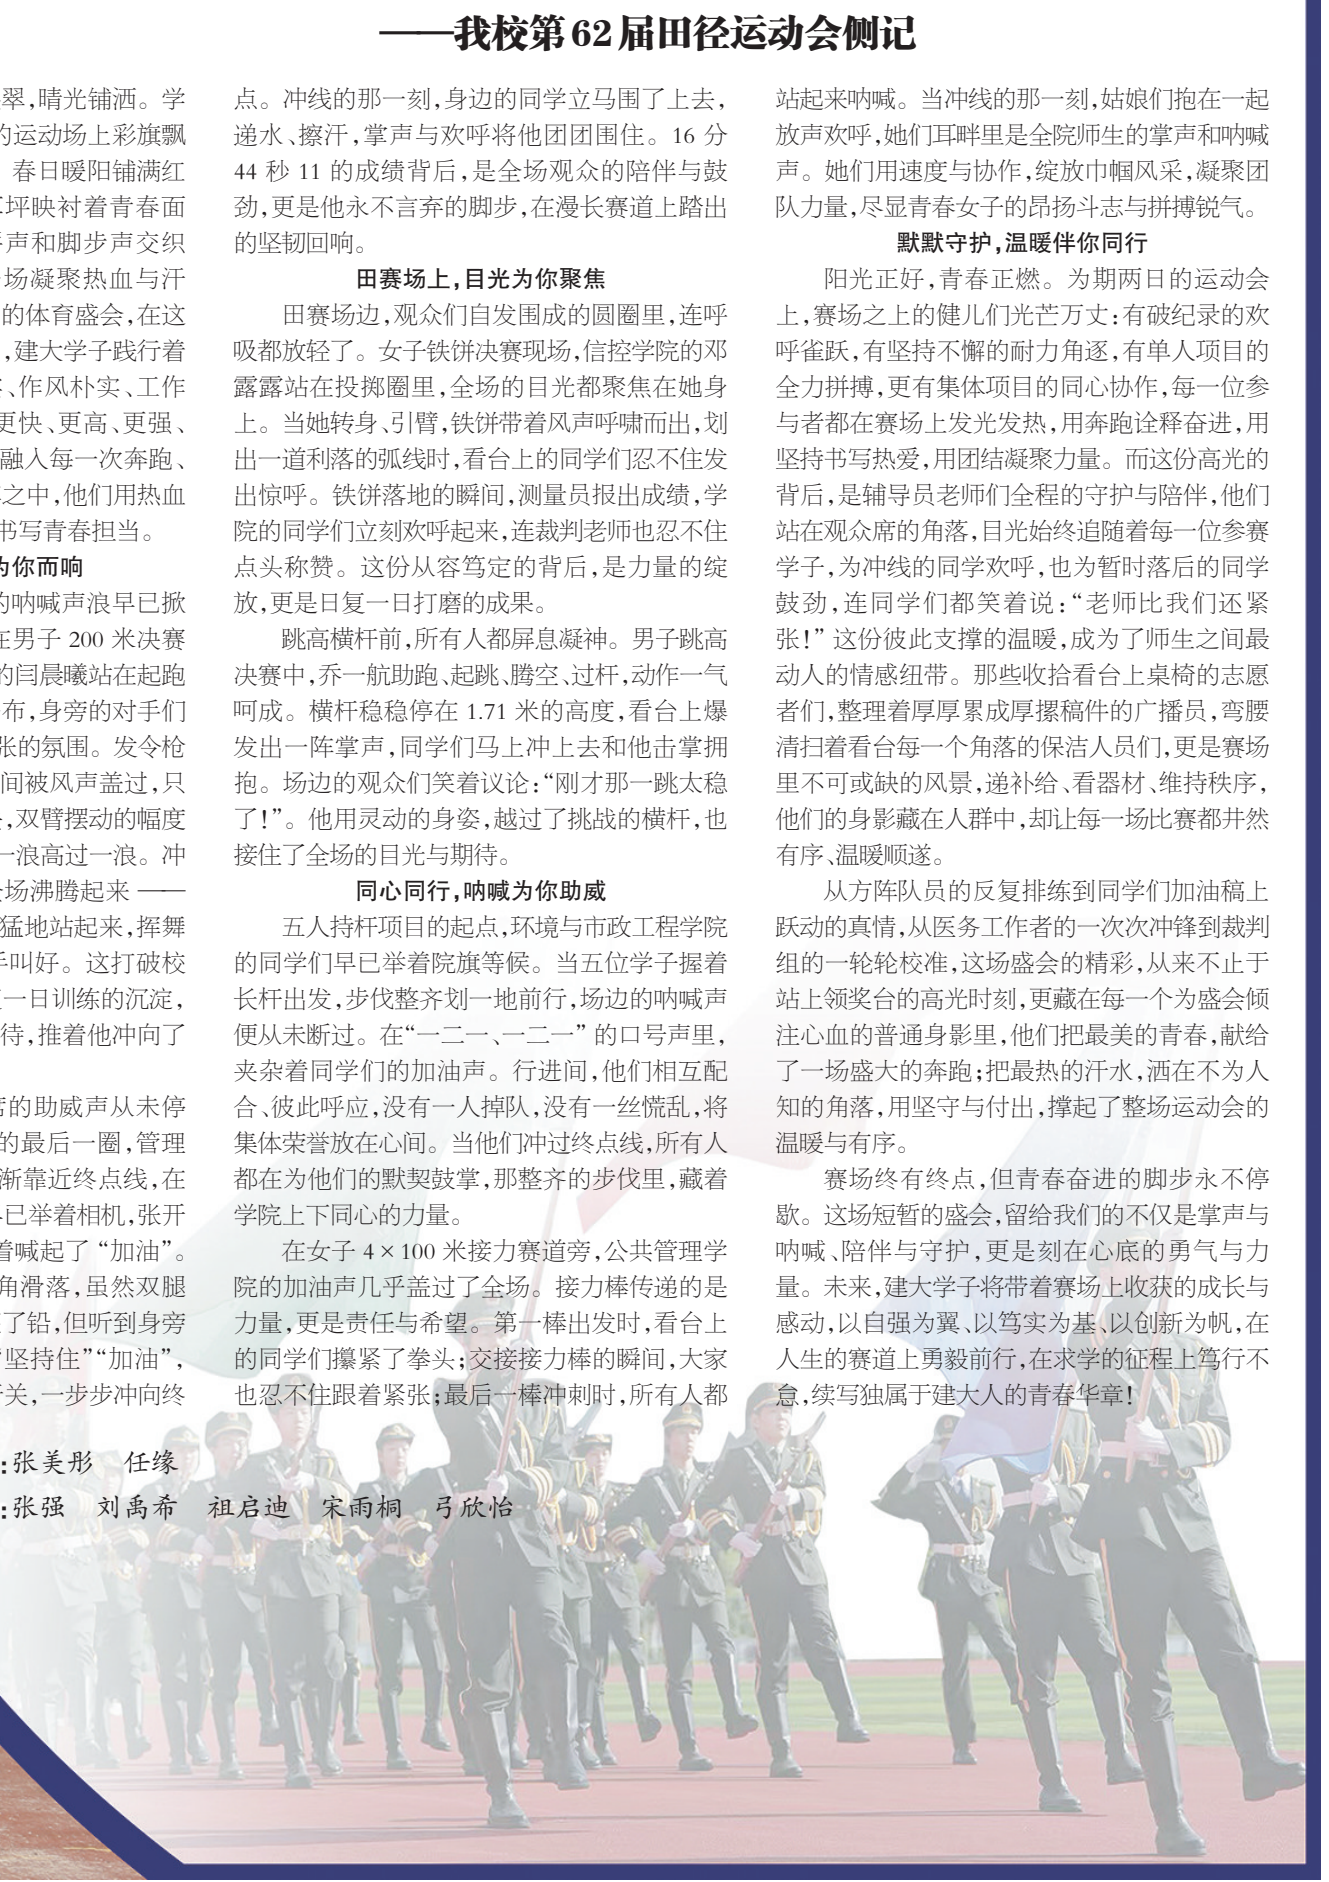 ——我校第62届田径运动会侧记
翠,晴光铺洒。学
的运动场上彩旗飘
春日暖阳铺满红
坪映衬着青春面
声和脚步声交织
场凝聚热血与汗
的体育盛会,在这
,建大学子践行着
、作风朴实、工作
更快、更高、更强、
融入每一次奔跑、
之中,他们用热血
书写青春担当。
为你而响
的呐喊声浪早已掀
在男子 200 米决赛
的闫晨曦站在起跑
布,身旁的对手们
张的氛围。发令枪
间被风声盖过,只
,双臂摆动的幅度
一浪高过一浪。冲
场沸腾起来 ——
猛地站起来,挥舞
手叫好。这打破校
一日训练的沉淀,
待,推着他冲向了
席的助威声从未停
的最后一圈,管理
渐靠近终点线,在
已举着相机,张开
着喊起了“加油”。
角滑落,虽然双腿
了铅,但听到身旁
“坚持住”“加油”,
关,一步步冲向终
点。冲线的那一刻,身边的同学立马围了上去,
递水、擦汗,掌声与欢呼将他团团围住。16 分
44 秒 11 的成绩背后,是全场观众的陪伴与鼓
劲,更是他永不言弃的脚步,在漫长赛道上踏出
的坚韧回响。
田赛场上,目光为你聚焦
田赛场边,观众们自发围成的圆圈里,连呼
吸都放轻了。女子铁饼决赛现场,信控学院的邓
露露站在投掷圈里,全场的目光都聚焦在她身
上。当她转身、引臂,铁饼带着风声呼啸而出,划
出一道利落的弧线时,看台上的同学们忍不住发
出惊呼。铁饼落地的瞬间,测量员报出成绩,学
院的同学们立刻欢呼起来,连裁判老师也忍不住
点头称赞。这份从容笃定的背后,是力量的绽
放,更是日复一日打磨的成果。
跳高横杆前,所有人都屏息凝神。男子跳高
决赛中,乔一航助跑、起跳、腾空、过杆,动作一气
呵成。横杆稳稳停在 1.71 米的高度,看台上爆
发出一阵掌声,同学们马上冲上去和他击掌拥
抱。场边的观众们笑着议论:“刚才那一跳太稳
了!”。他用灵动的身姿,越过了挑战的横杆,也
接住了全场的目光与期待。
同心同行,呐喊为你助威
五人持杆项目的起点,环境与市政工程学院
的同学们早已举着院旗等候。当五位学子握着
长杆出发,步伐整齐划一地前行,场边的呐喊声
便从未断过。在“一二一、一二一”的口号声里,
夹杂着同学们的加油声。行进间,他们相互配
合、彼此呼应,没有一人掉队,没有一丝慌乱,将
集体荣誉放在心间。当他们冲过终点线,所有人
都在为他们的默契鼓掌,那整齐的步伐里,藏着
学院上下同心的力量。
在女子 4×100 米接力赛道旁,公共管理学
院的加油声几乎盖过了全场。接力棒传递的是
力量,更是责任与希望。第一棒出发时,看台上
的同学们攥紧了拳头;交接接力棒的瞬间,大家
也忍不住跟着紧张;最后一棒冲刺时,所有人都
站起来呐喊。当冲线的那一刻,姑娘们抱在一起
放声欢呼,她们耳畔里是全院师生的掌声和呐喊
声。她们用速度与协作,绽放巾帼风采,凝聚团
队力量,尽显青春女子的昂扬斗志与拼搏锐气。
默默守护,温暖伴你同行
阳光正好,青春正燃。为期两日的运动会
上,赛场之上的健儿们光芒万丈:有破纪录的欢
呼雀跃,有坚持不懈的耐力角逐,有单人项目的
全力拼搏,更有集体项目的同心协作,每一位参
与者都在赛场上发光发热,用奔跑诠释奋进,用
坚持书写热爱,用团结凝聚力量。而这份高光的
背后,是辅导员老师们全程的守护与陪伴,他们
站在观众席的角落,目光始终追随着每一位参赛
学子,为冲线的同学欢呼,也为暂时落后的同学
鼓劲,连同学们都笑着说:“老师比我们还紧
张!”这份彼此支撑的温暖,成为了师生之间最
动人的情感纽带。那些收拾看台上桌椅的志愿
者们,整理着厚厚累成厚摞稿件的广播员,弯腰
清扫着看台每一个角落的保洁人员们,更是赛场
里不可或缺的风景,递补给、看器材、维持秩序,
他们的身影藏在人群中,却让每一场比赛都井然
有序、温暖顺遂。
从方阵队员的反复排练到同学们加油稿上
跃动的真情,从医务工作者的一次次冲锋到裁判
组的一轮轮校准,这场盛会的精彩,从来不止于
站上领奖台的高光时刻,更藏在每一个为盛会倾
注心血的普通身影里,他们把最美的青春,献给
了一场盛大的奔跑;把最热的汗水,洒在不为人
知的角落,用坚守与付出,撑起了整场运动会的
温暖与有序。
赛场终有终点,但青春奋进的脚步永不停
歇。这场短暂的盛会,留给我们的不仅是掌声与
呐喊、陪伴与守护,更是刻在心底的勇气与力
量。未来,建大学子将带着赛场上收获的成长与
感动,以自强为翼、以笃实为基、以创新为帆,在
人生的赛道上勇毅前行,在求学的征程上笃行不
怠,续写独属于建大人的青春华章!
:张美彤 任缘
:张强 刘禹希 祖启迪 宋雨桐 弓欣怡